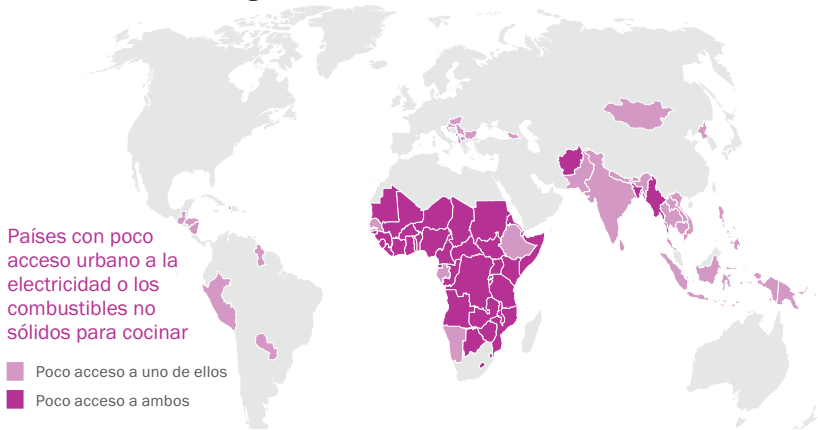 Países con poco
acceso urbano a la
electricidad o los
combustibles no
sólidos para cocinar
Poco acceso a uno de ellos
Poco acceso a ambos